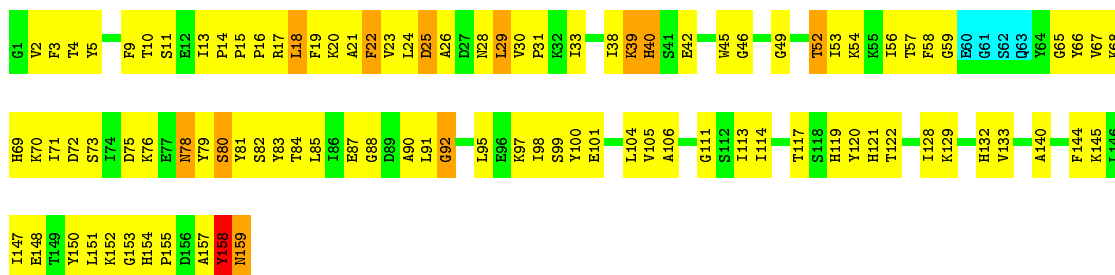 G1 V2 F3 T4 Y5 F9 T10 S11 E12 I13 P14 P15 P16 R17 L18 F19 K20 A21 F22 V23 L24 D25 A26 D27 N28 L29 V30 P31 K32 I33 I38 K39 H40 S41 E42 W45 G46 G49 T52 I53 K54 K55 I56 T57 F58 G59 E60 G61 S62 Q63 Y64 G65 Y66 V67 K68
H69 K70 I71 D72 S73 I74 D75 K76 E77 N78 Y79 S80 Y81 S82 Y83 T84 L85 I86 E87 G88 D89 A90 L91 G92 L95 E96 K97 I98 S99 Y100 E101 L104 V105 A106 G111 S112 I113 I114 T117 S118 H119 Y120 H121 T122 I128 K129 H132 V133 A140 F144 K145 L146
I147 E148 T149 Y150 L151 K152 G153 H154 P155 D156 A157 Y158 N159